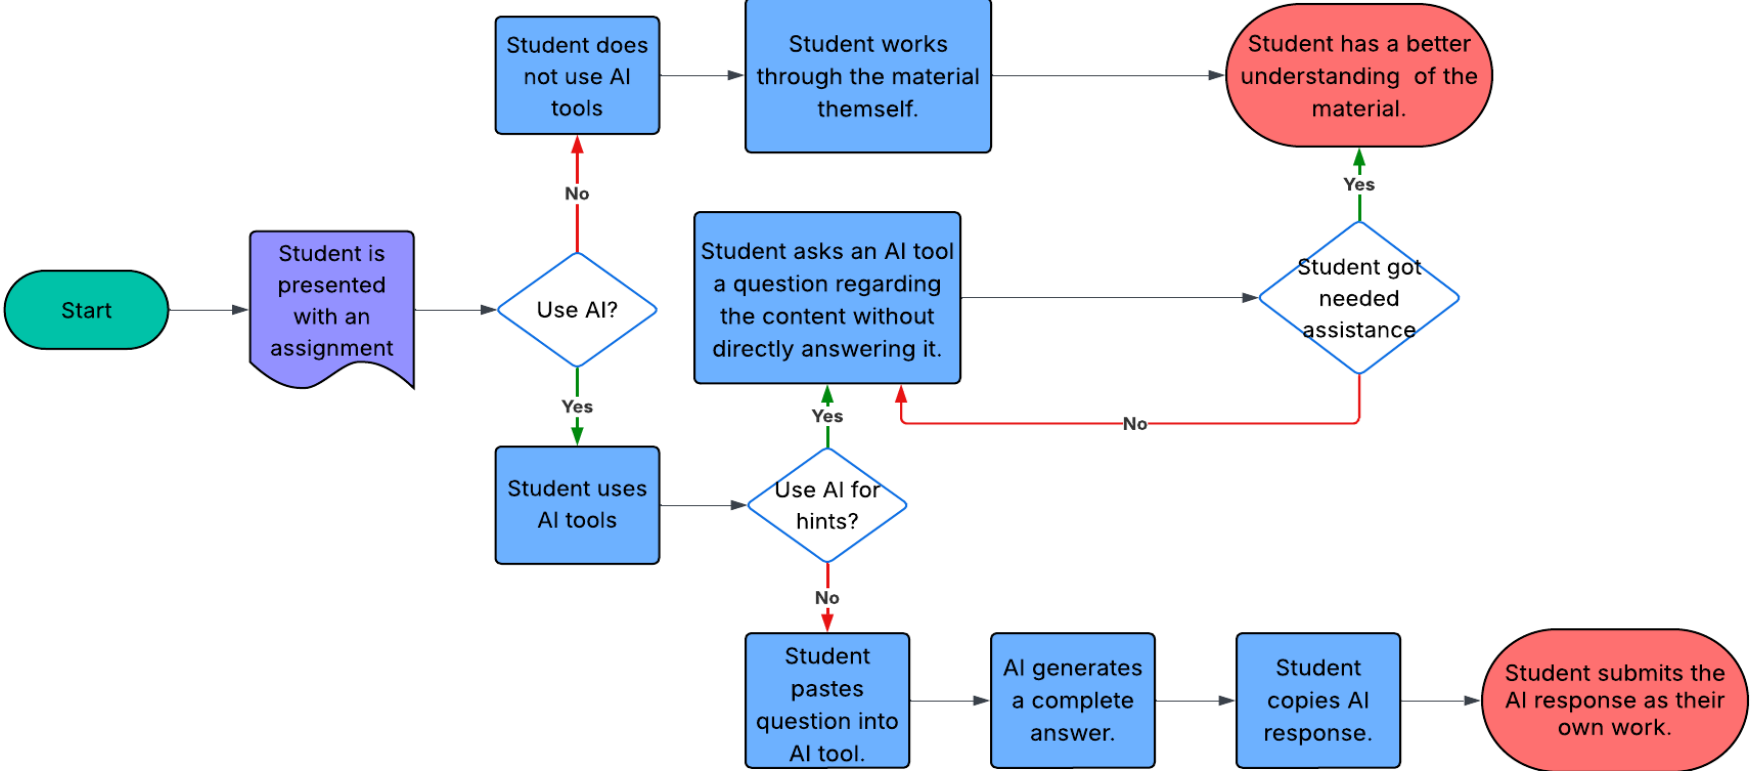 Start
Student is
presented
with an
assignment
Use AI?
No
Student does
not use AI
tools
Student works
through the material
themself.
Student has a better
understanding  of the
material.
Yes
Student uses
AI tools
Use AI for
hints?
Yes
Student asks an AI tool
a question regarding
the content without
directly answering it.
Student got
needed
assistance
Yes
No
No
Student
pastes
question into
AI tool.
AI generates
a complete
answer.
Student
copies AI
response.
Student submits the
AI response as their
own work.